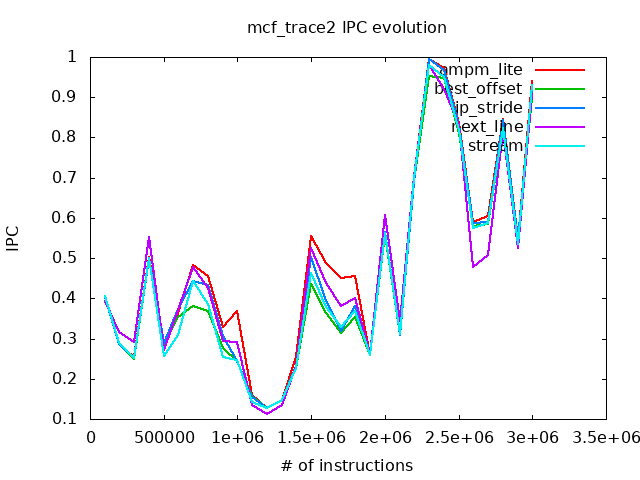 mcf_trace2 IPC evolution
ampm_lite
best_offset
ip_stride
next_line
stream
1
0.9
0.8
0.7
0.6
0.5
0.4
0.3
0.2
0.1
IPC
0 500000 1e+06 1.5e+06 2e+06 2.5e+06 3e+06 3.5e+06
# of instructions